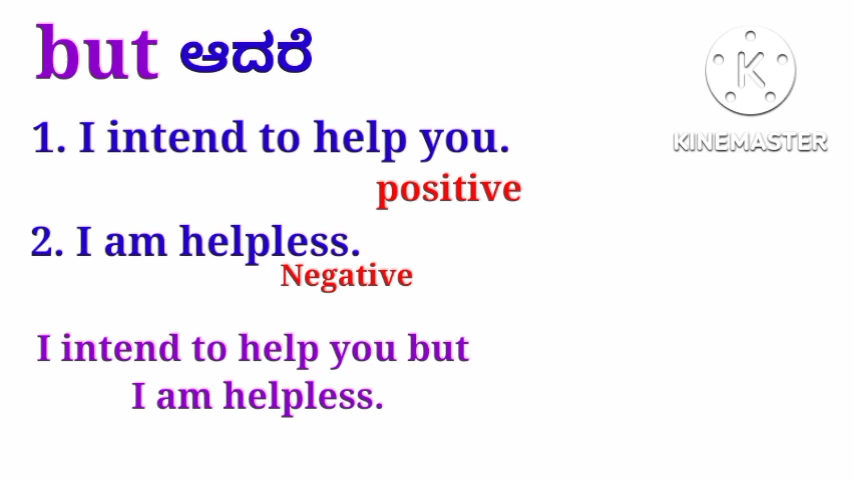 but ಆದರೆ
KINEMASTER
1. I intend to help you.
positive
2. I am helpless.
Negative
I intend to help you but
I am helpless.